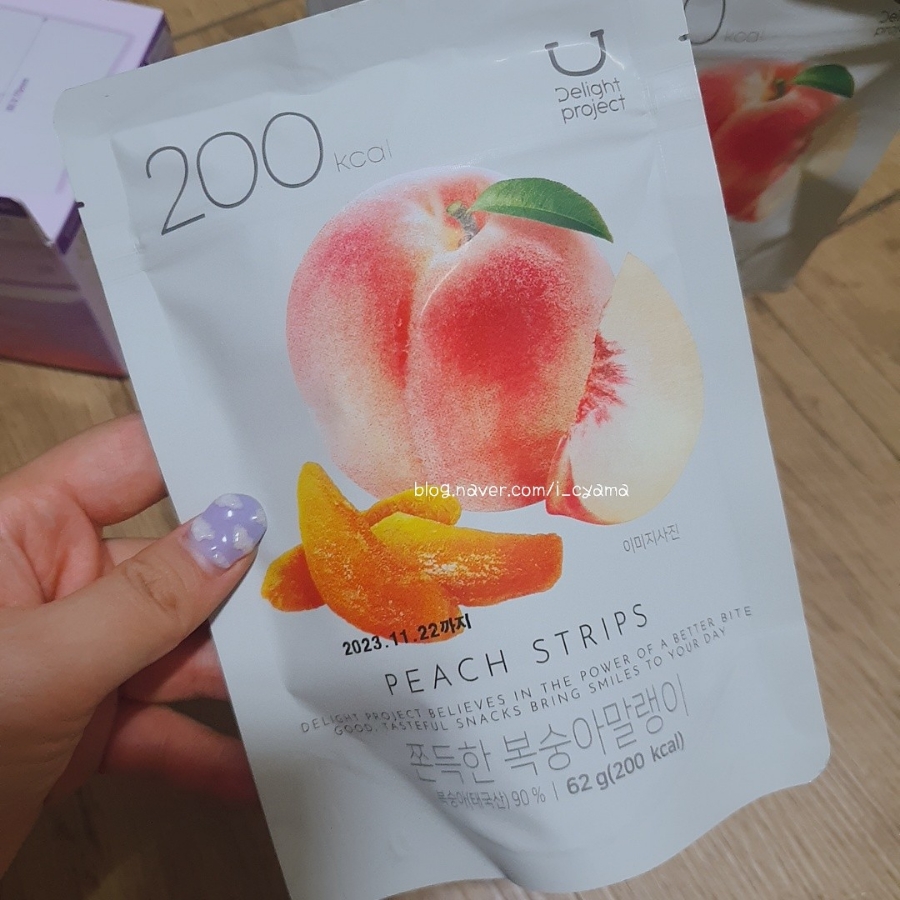 200 kcal
Delight
project
blog.naver.com/i_cyama
이미지사진
2023.11.22까지
PEACH STRIPS
DELIGHT PROJECT BELIEVES IN THE POWER OF A BETTER BITE
GOOD, TASTEFUL SNACKS BRING SMILES TO YOUR DAY
쫀득한 복숭아말랭이
복숭아(태국산) 90 % | 62 g(200 kcal)
0 kcal